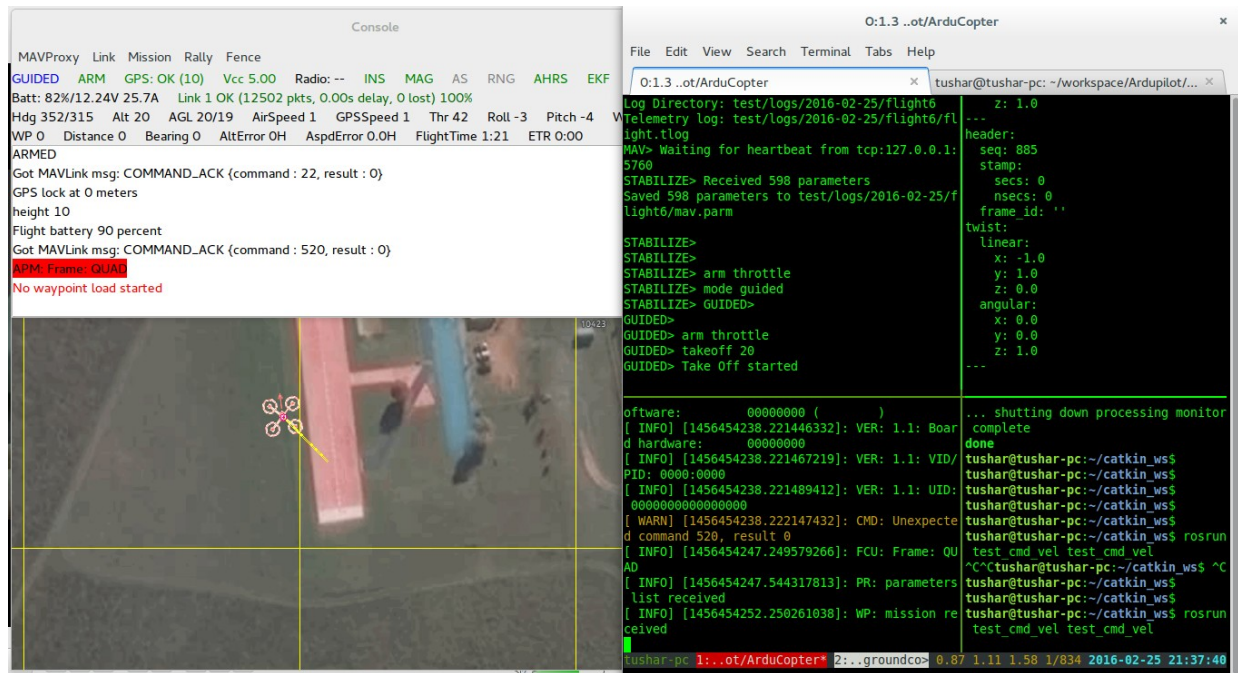 Console
MAVProxy Link Mission Rally Fence
GUIDED ARM GPS: OK (10) Vcc 5.00 Radio: -- INS MAG AS RNG AHRS EKF
Batt: 82%/12.24V 25.7A Link 1 OK (12502 pkts, 0.00s delay, 0 lost) 100%
Hdg 352/315 Alt 20 AGL 20/19 AirSpeed 1 GPSSpeed 1 Thr 42 Roll -3 Pitch -4 W
WP 0 Distance 0 Bearing 0 AltError 0H AspdError 0.0H FlightTime 1:21 ETR 0:00
ARMED
Got MAVLink msg: COMMAND_ACK {command : 22, result : 0}
GPS lock at 0 meters
height 10
Flight battery 90 percent
Got MAVLink msg: COMMAND_ACK {command : 520, result : 0}
APM: Frame: QUAD
No waypoint load started
10423
0:1.3 ..ot/ArduCopter ×
File Edit View Search Terminal Tabs Help
0:1.3 ..ot/ArduCopter × tushar@tushar-pc: ~/workspace/Ardupilot/... ×
Log Directory: test/logs/2016-02-25/flight6
Telemetry log: test/logs/2016-02-25/flight6/fl
ight.tlog
MAV> Waiting for heartbeat from tcp:127.0.0.1:
5760
STABILIZE> Received 598 parameters
Saved 598 parameters to test/logs/2016-02-25/f
light6/mav.parm
STABILIZE>
STABILIZE>
STABILIZE> arm throttle
STABILIZE> mode guided
STABILIZE> GUIDED>
GUIDED>
GUIDED> arm throttle
GUIDED> takeoff 20
GUIDED> Take Off started
z: 1.0
---
header:
seq: 885
stamp:
secs: 0
nsecs: 0
frame_id: ''
twist:
linear:
x: -1.0
y: 1.0
z: 0.0
angular:
x: 0.0
y: 0.0
z: 1.0
---
oftware: 00000000 ( )
[ INFO] [1456454238.221446332]: VER: 1.1: Boar
d hardware: 00000000
[ INFO] [1456454238.221467219]: VER: 1.1: VID/
PID: 0000:0000
[ INFO] [1456454238.221489412]: VER: 1.1: UID:
0000000000000000
[ WARN] [1456454238.222147432]: CMD: Unexpecte
d command 520, result 0
[ INFO] [1456454247.249579266]: FCU: Frame: QU
AD
[ INFO] [1456454247.544317813]: PR: parameters
list received
[ INFO] [1456454252.250261038]: WP: mission re
ceived
... shutting down processing monitor
complete
done
tushar@tushar-pc:~/catkin_ws$
tushar@tushar-pc:~/catkin_ws$
tushar@tushar-pc:~/catkin_ws$
tushar@tushar-pc:~/catkin_ws$
tushar@tushar-pc:~/catkin_ws$
tushar@tushar-pc:~/catkin_ws$ rosrun
test_cmd_vel test_cmd_vel
^C^Ctushar@tushar-pc:~/catkin_ws$ ^C
tushar@tushar-pc:~/catkin_ws$
tushar@tushar-pc:~/catkin_ws$
tushar@tushar-pc:~/catkin_ws$
tushar@tushar-pc:~/catkin_ws$ rosrun
test_cmd_vel test_cmd_vel
tushar-pc 1:..ot/ArduCopter* 2:..groundco> 0.87 1.11 1.58 1/834 2016-02-25 21:37:40